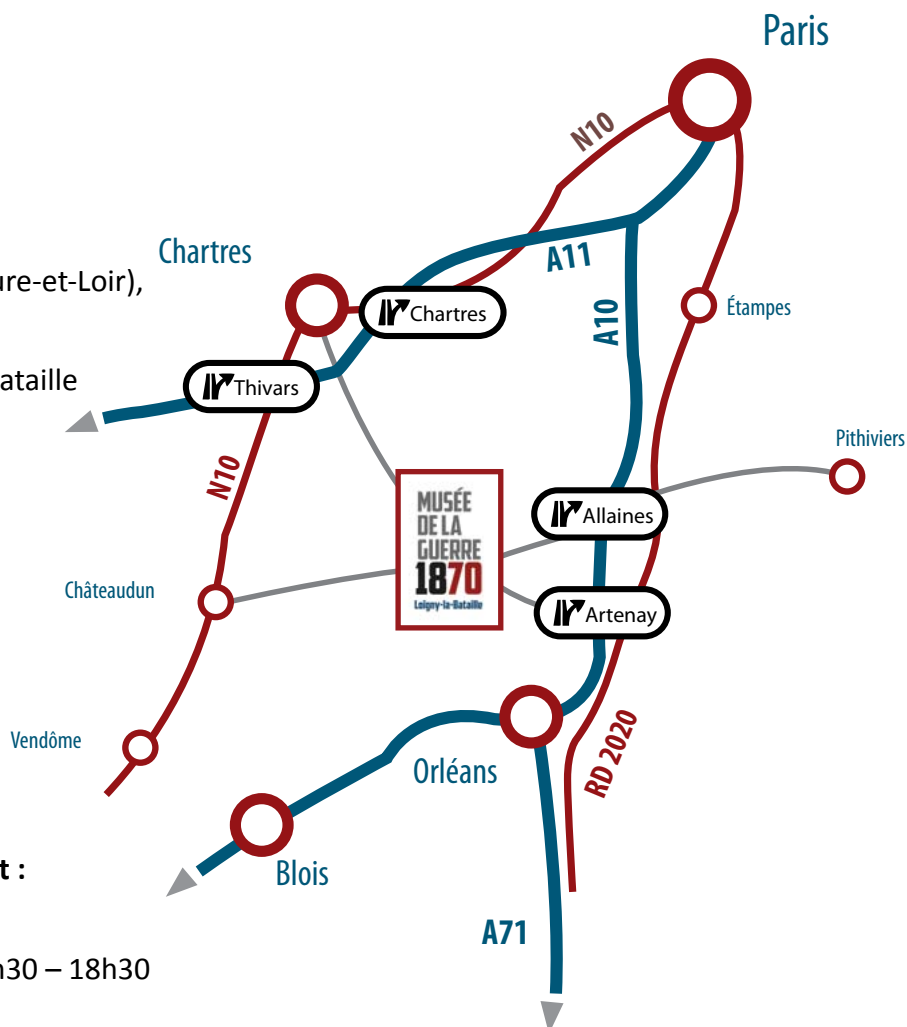 Paris
N10
Chartres
ure-et-Loir),
A11
Chartres
A10
Étampes
ataille
Thivars
Pithiviers
N10
MUSÉE
DE LA
GUERRE
1870
Loigny-la-Bataille
Allaines
Châteaudun
Artenay
Vendôme
Orléans
RD 2020
Blois
t :
A71
h30 – 18h30